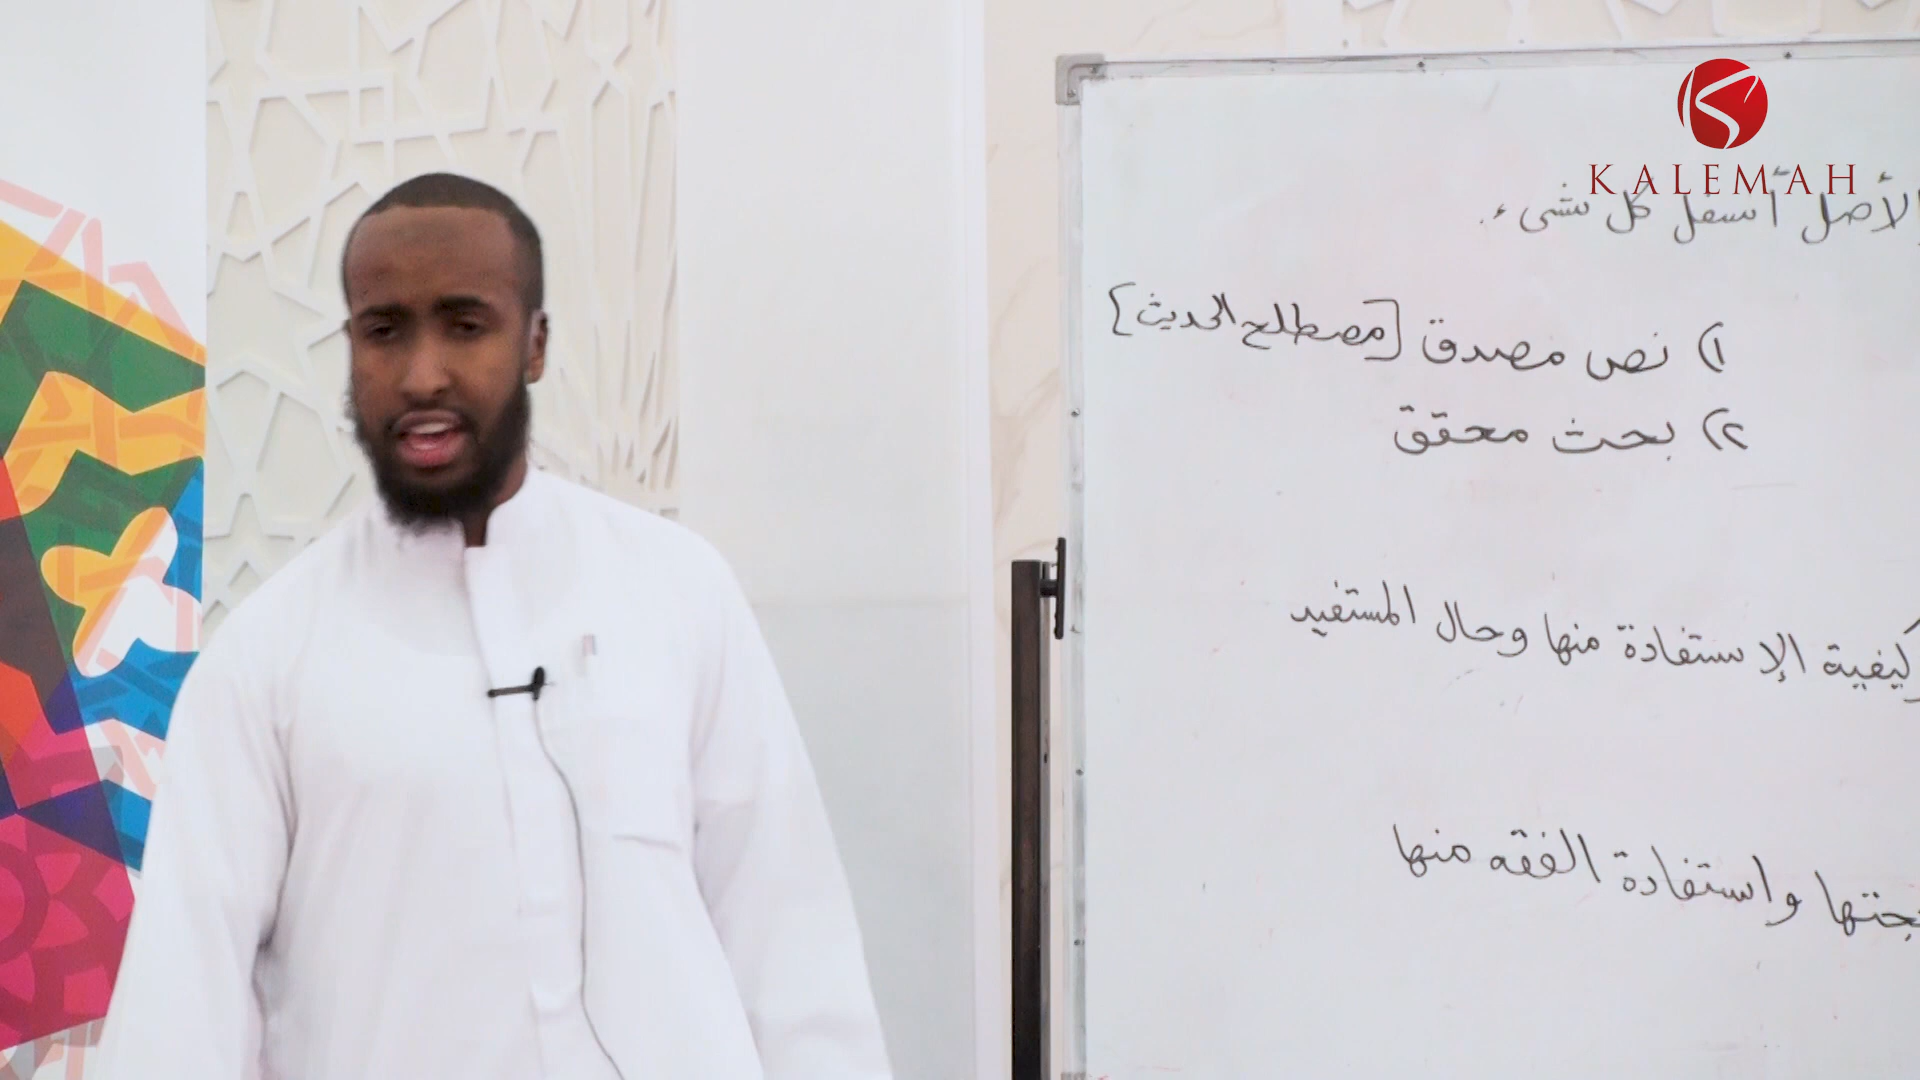 KALEMAH
الأصل أسفل كل شيء.
١) نص مصدق [مصطلح الحديث]
٢) بحث محقق
كيفية الإستفادة منها وحال المستفيد
واستفادة الفقه منها